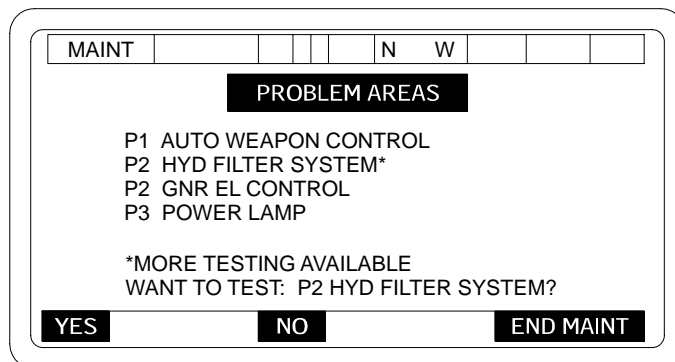 MAINT N W
PROBLEM AREAS
P1 AUTO WEAPON CONTROL
P2 HYD FILTER SYSTEM*
P2 GNR EL CONTROL
P3 POWER LAMP
*MORE TESTING AVAILABLE
WANT TO TEST: P2 HYD FILTER SYSTEM?
YES NO END MAINT